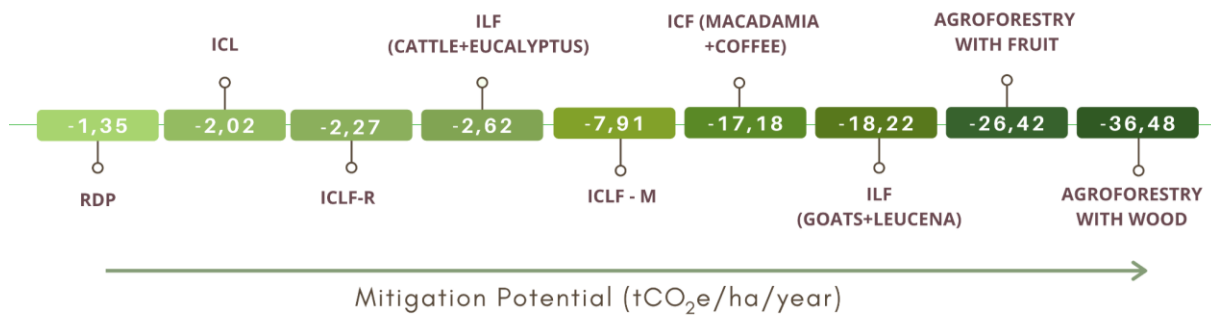 ICL
ILF
(CATTLE+EUCALYPTUS)
ICF (MACADAMIA
+COFFEE)
AGROFORESTRY
WITH FRUIT
-1,35
-2,02
-2,27
-2,62
-7,91
-17,18
-18,22
-26,42
-36,48
RDP
ICLF-R
ICLF - M
ILF
(GOATS+LEUCENA)
AGROFORESTRY
WITH WOOD
Mitigation Potential (tCO₂e/ha/year)